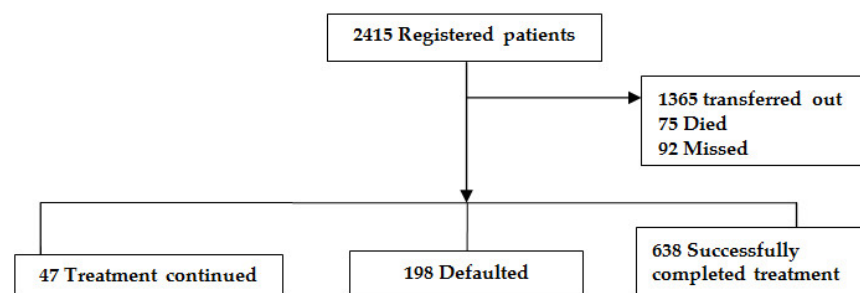 2415 Registered patients
1365 transferred out
75 Died
92 Missed
47 Treatment continued
198 Defaulted
638 Successfully
completed treatment